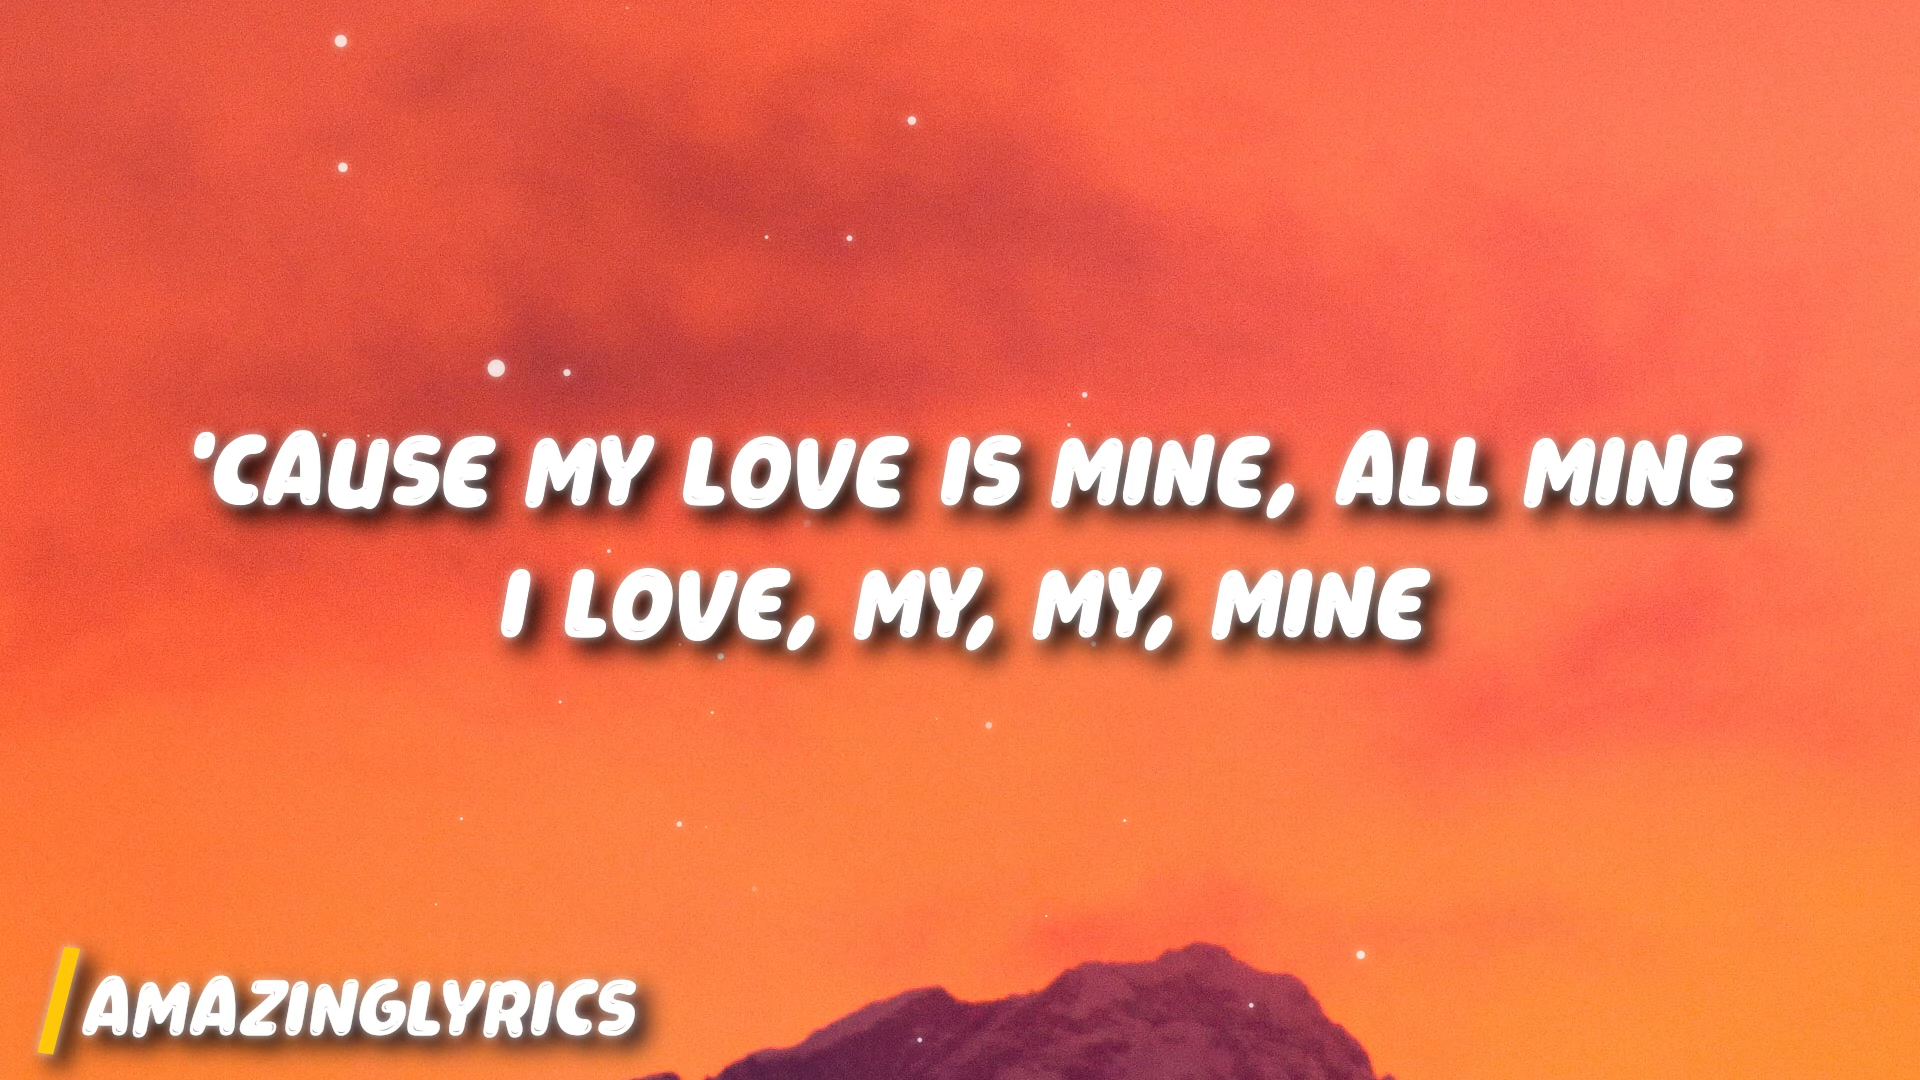 'CAUSE MY LOVE IS MINE, ALL MINE
I LOVE, MY, MY, MINE
AMAZINGLYRICS